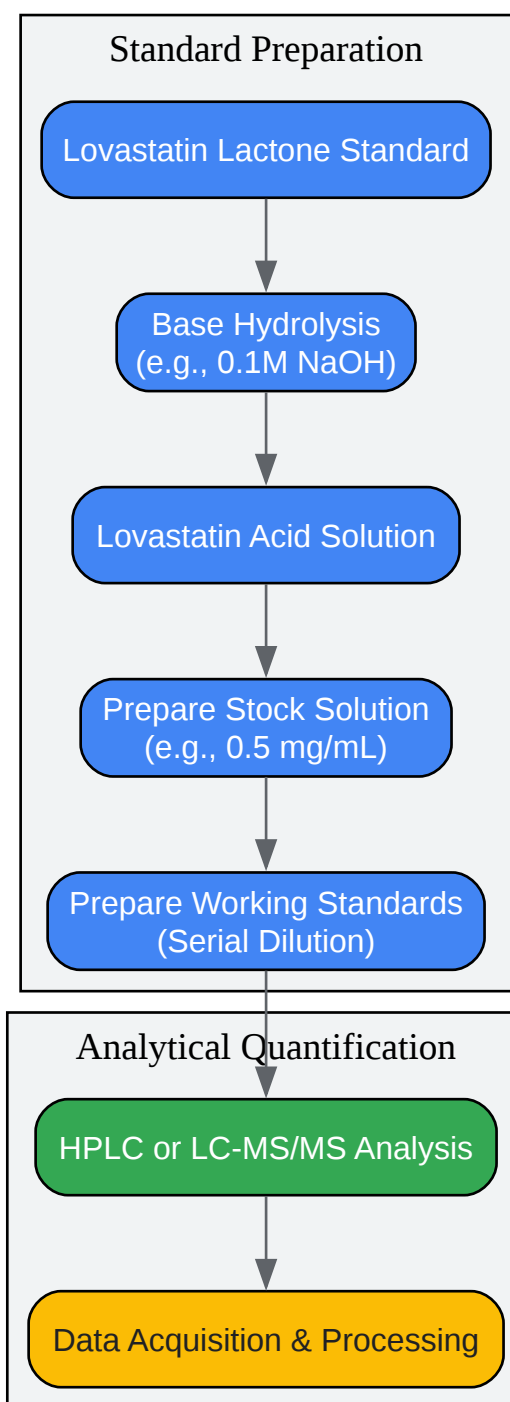 Standard Preparation
Lovastatin Lactone Standard
Base Hydrolysis
(e.g., 0.1M NaOH)
Lovastatin Acid Solution
Prepare Stock Solution
(e.g., 0.5 mg/mL)
Prepare Working Standards
(Serial Dilution)
Analytical Quantification
HPLC or LC-MS/MS Analysis
Data Acquisition & Processing